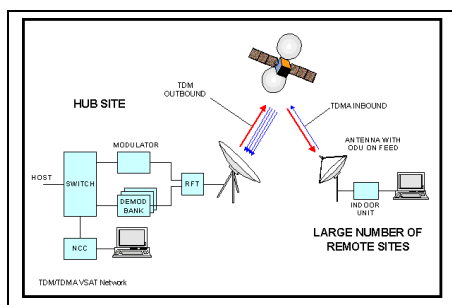 TDM
OUTBOUND
TDMA INBOUND
HUB SITE
MODULATOR
ANTENNA WITH
ODU ON FEED
HOST
SWITCH
RFT
DEMOD
BANK
INDOOR
UNIT
NCC
LARGE NUMBER OF
REMOTE SITES
TDM/TDMA VSAT Network